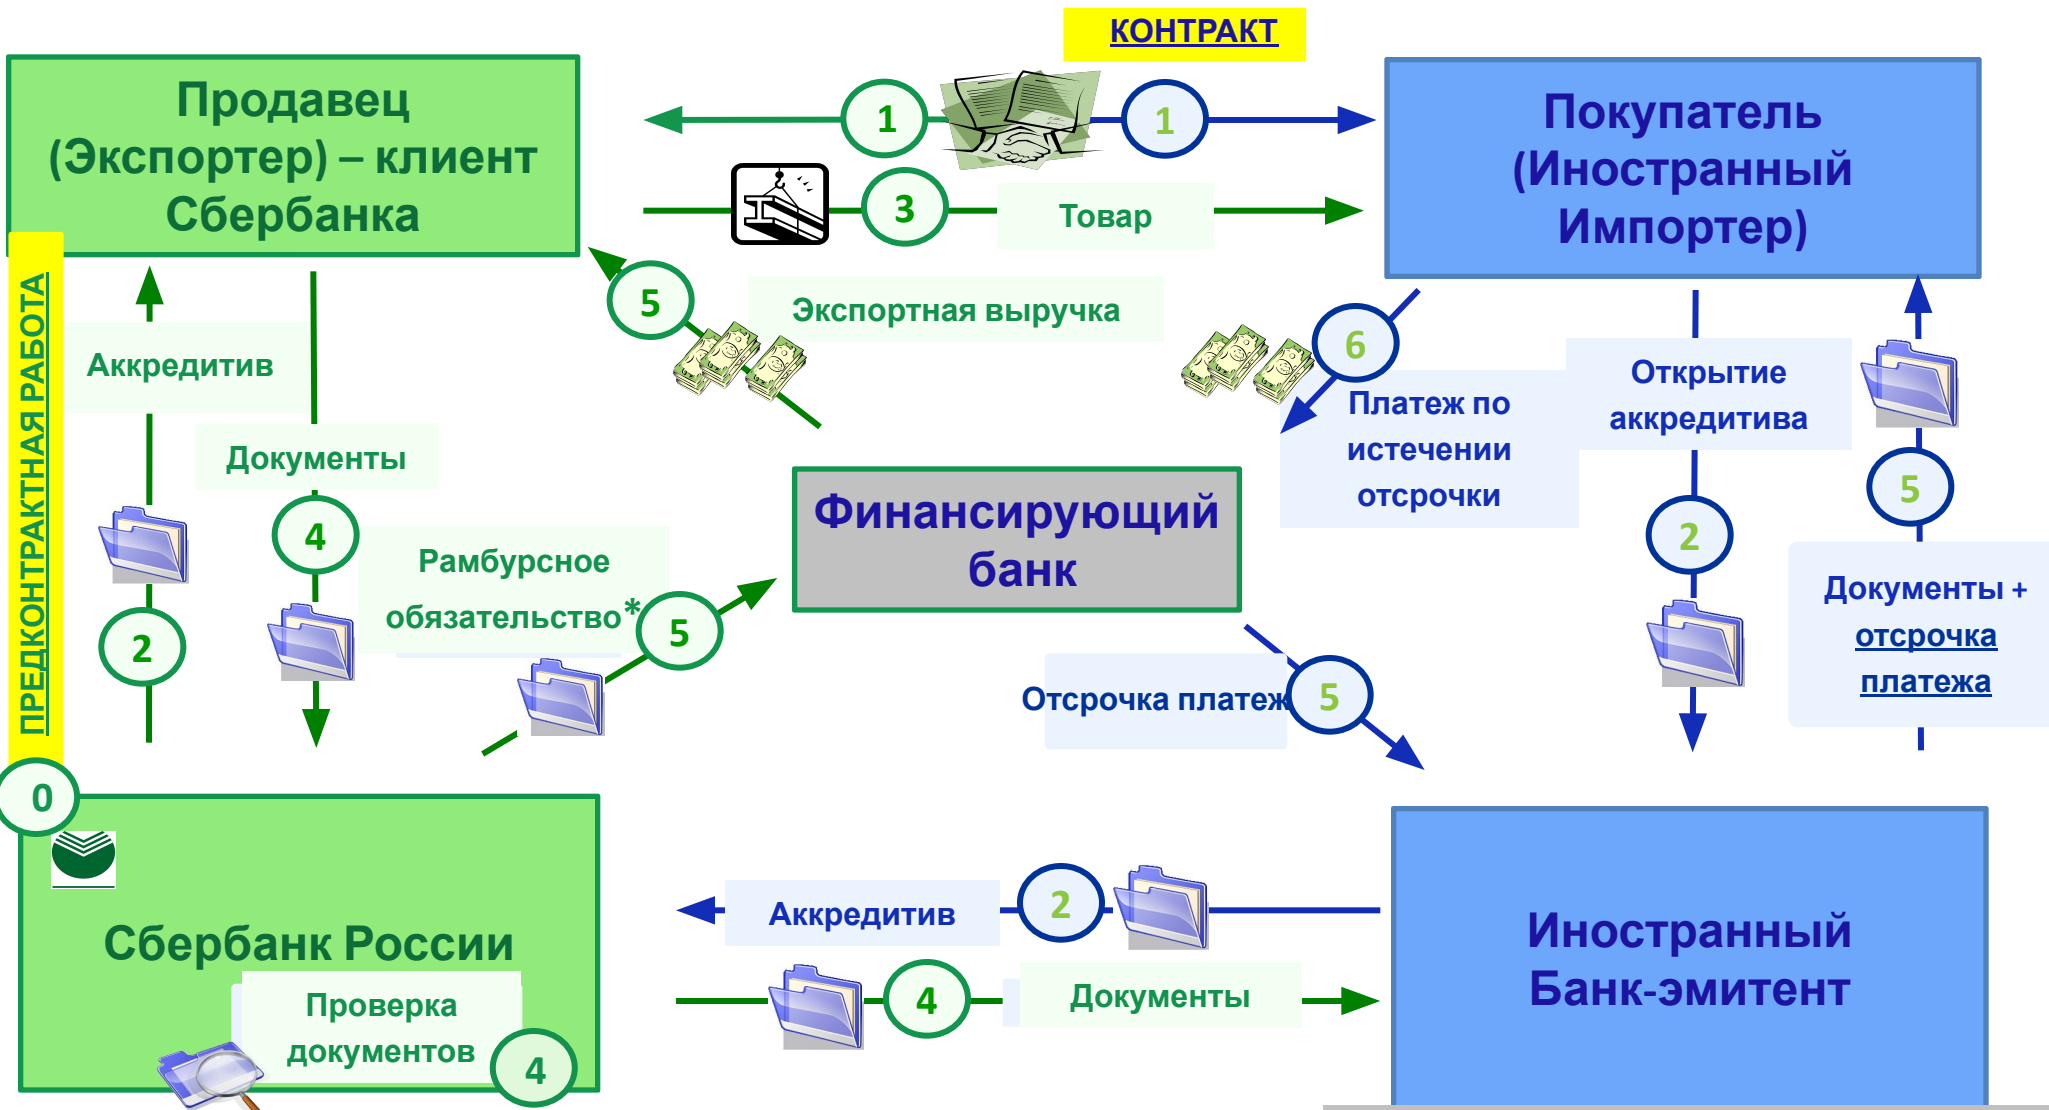 КОНТРАКТ
Продавец
(Экспортер) – клиент
Сбербанка
1
1
Покупатель
(Иностранный
Импортер)
3
Товар
ПРЕДКОНТРАКТНАЯ РАБОТА
5
Экспортная выручка
6
Аккредитив
Документы
Платеж по
истечении
отсрочки
Открытие
аккредитива
5
Финансирующий
банк
4
2
2
Рамбурсное
обязательство*
5
Документы +
отсрочка
платежа
Отсрочка платеж
5
0
Сбербанк России
Проверка
документов
4
Аккредитив
2
4
Документы
Иностранный
Банк-эмитент